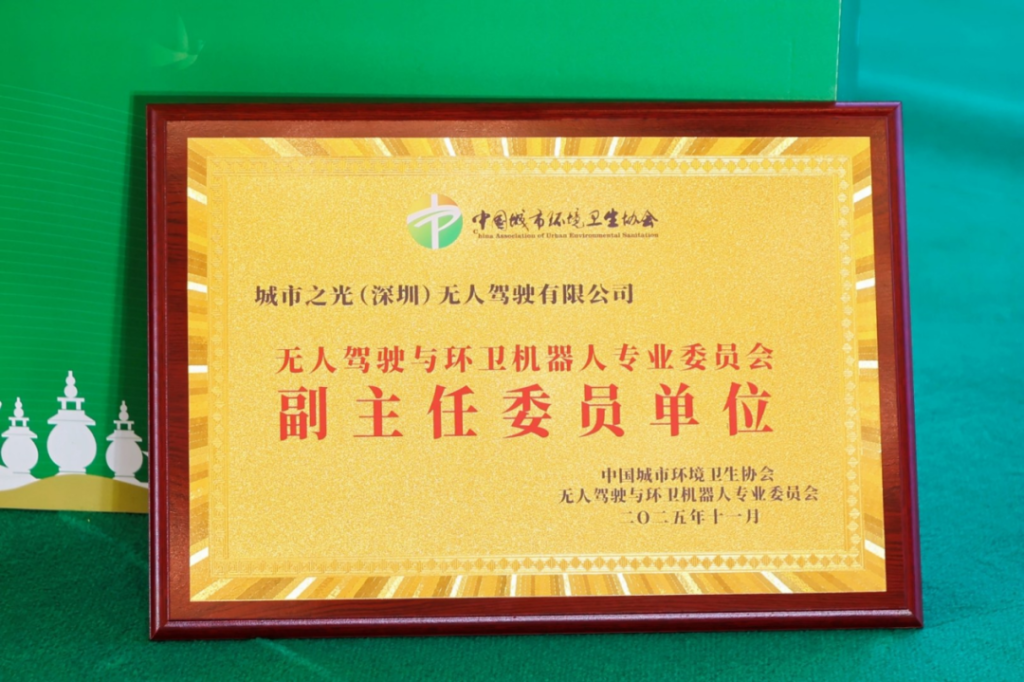 中国城市环境卫生协会
China Association of Urban Environmental Sanitation
城市之光（深圳）无人驾驶有限公司
无人驾驶与环卫机器人专业委员会
副主任委员单位
中国城市环境卫生协会
无人驾驶与环卫机器人专业委员会
二〇二五年十一月